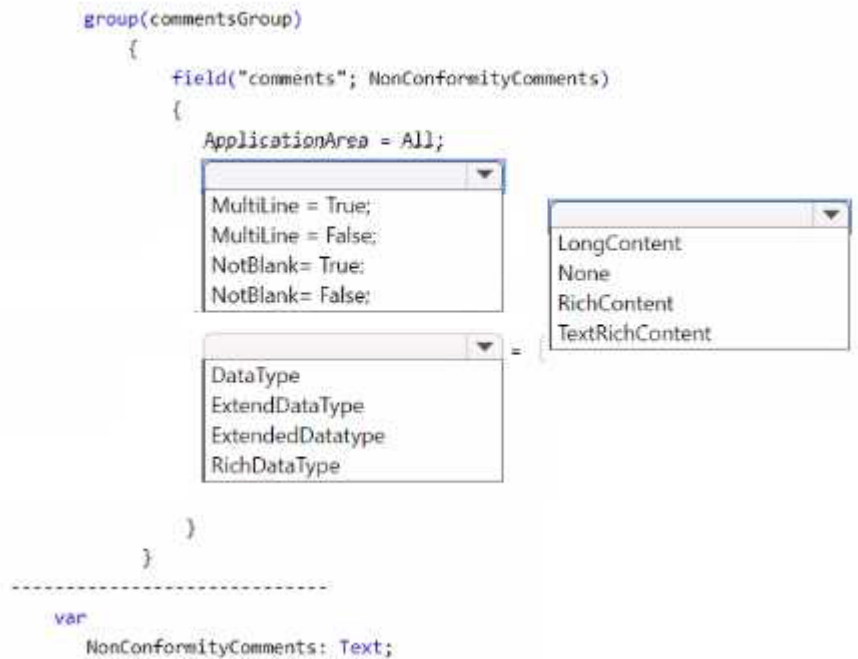 group(commentsGroup)
{
field("comments"; NonConformityComments)
{
ApplicationArea = All;
MultiLine = True;
MultiLine = False;
NotBlank= True;
NotBlank= False;
LongContent
None
RichContent
TextRichContent
=
DataType
ExtendDataType
ExtendedDatatype
RichDataType
}
}
-----------------------------
var
NonConformityComments: Text;